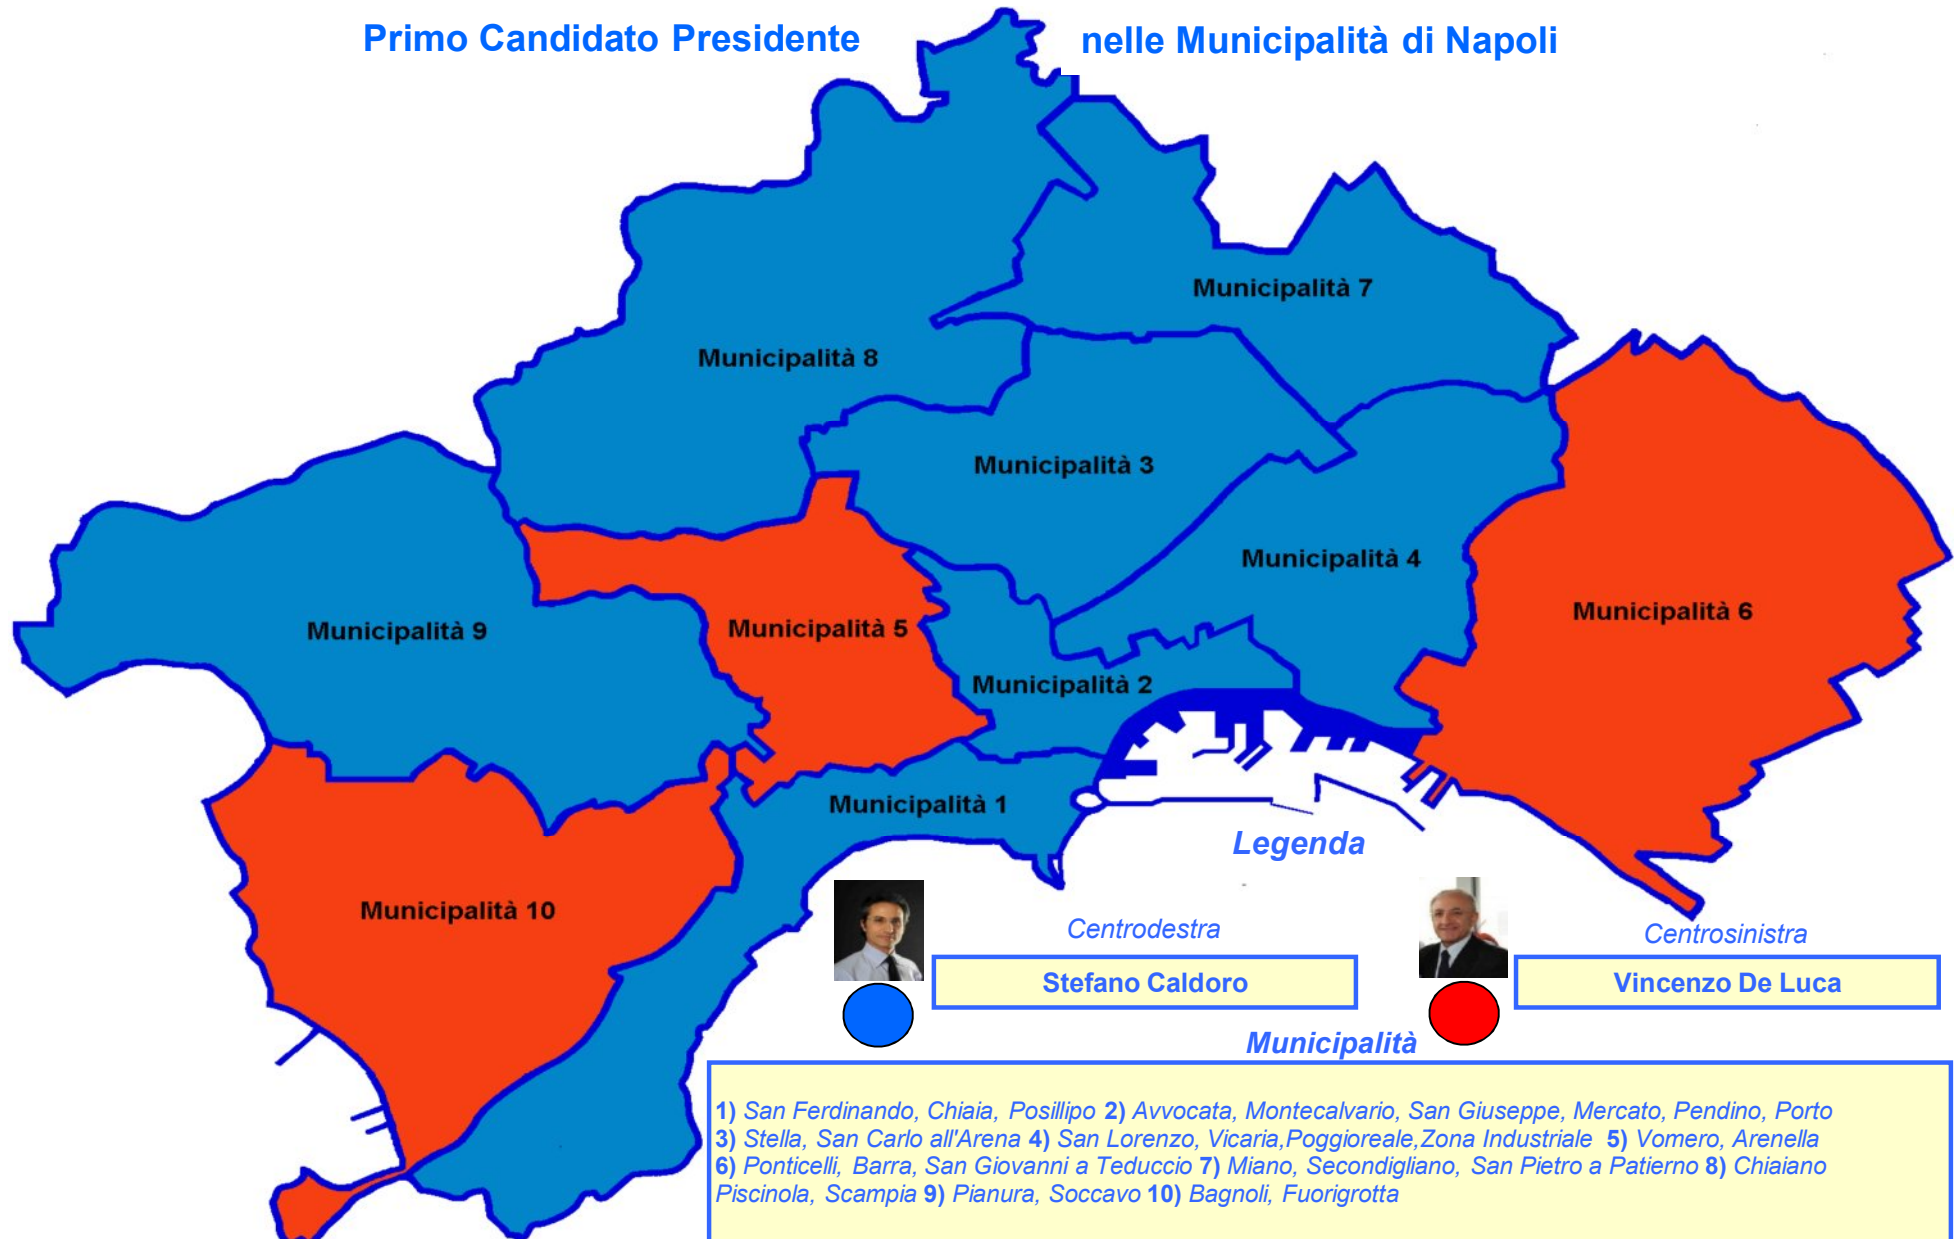 Primo Candidato Presidente nelle Municipalità di Napoli
Municipalità 7
Municipalità 8
Municipalità 3
Municipalità 4
Municipalità 6
Municipalità 9
Municipalità 5
Municipalità 2
Municipalità 1
Municipalità 10
Legenda
Centrodestra
Stefano Caldoro
Centrosinistra
Vincenzo De Luca
Municipalità
1) San Ferdinando, Chiaia, Posillipo 2) Avvocata, Montecalvario, San Giuseppe, Mercato, Pendino, Porto
3) Stella, San Carlo all'Arena 4) San Lorenzo, Vicaria,Poggioreale,Zona Industriale 5) Vomero, Arenella
6) Ponticelli, Barra, San Giovanni a Teduccio 7) Miano, Secondigliano, San Pietro a Patierno 8) Chiaiano
Piscinola, Scampia 9) Pianura, Soccavo 10) Bagnoli, Fuorigrotta